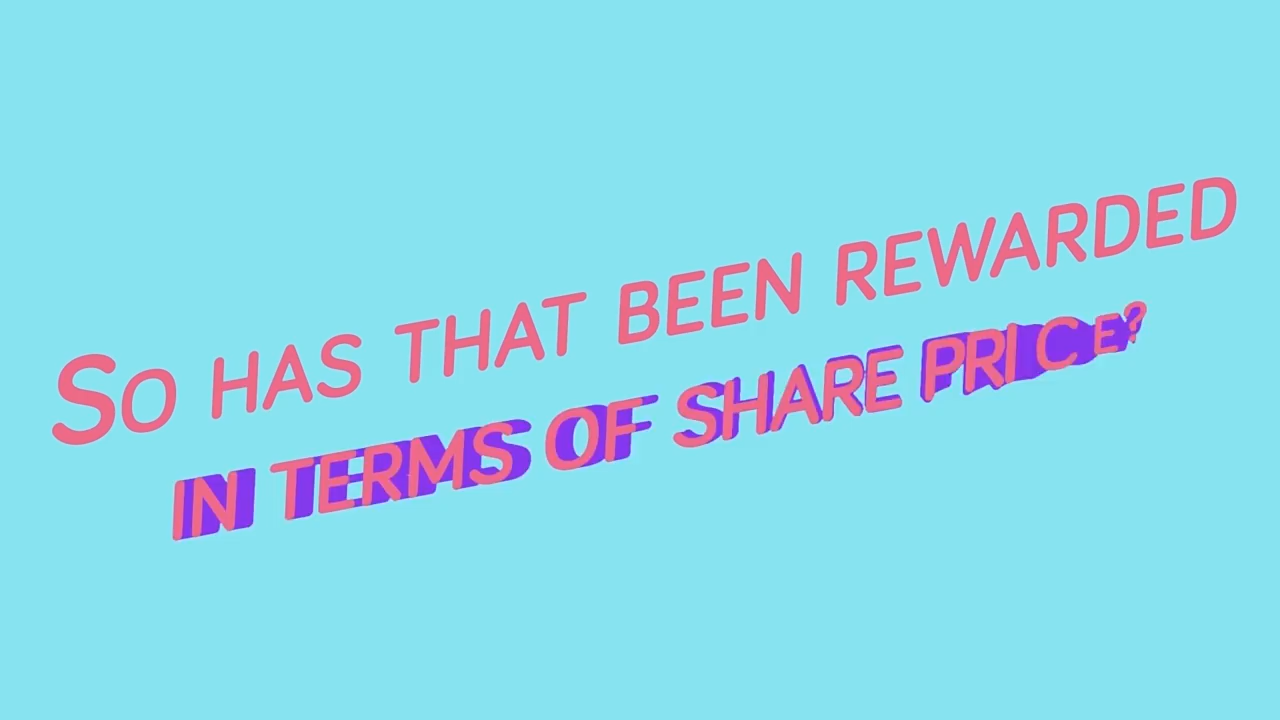 So HAS THAT BEEN REWARDED
IN TERMS OF SHARE PRICE?